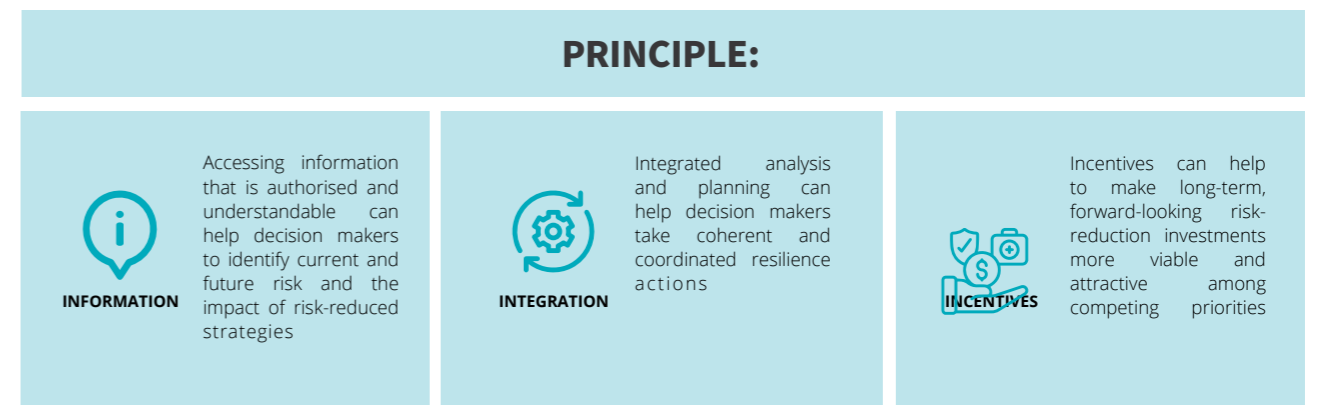 PRINCIPLE:
INFORMATION
Accessing information
that is authorised and
understandable can
help decision makers
to identify current and
future risk and the
impact of risk-reduced
strategies
INTEGRATION
Integrated analysis
and planning can
help decision makers
take coherent and
coordinated resilience
actions
INCENTIVES
Incentives can help
to make long-term,
forward-looking risk-
reduction investments
more viable and
attractive among
competing priorities